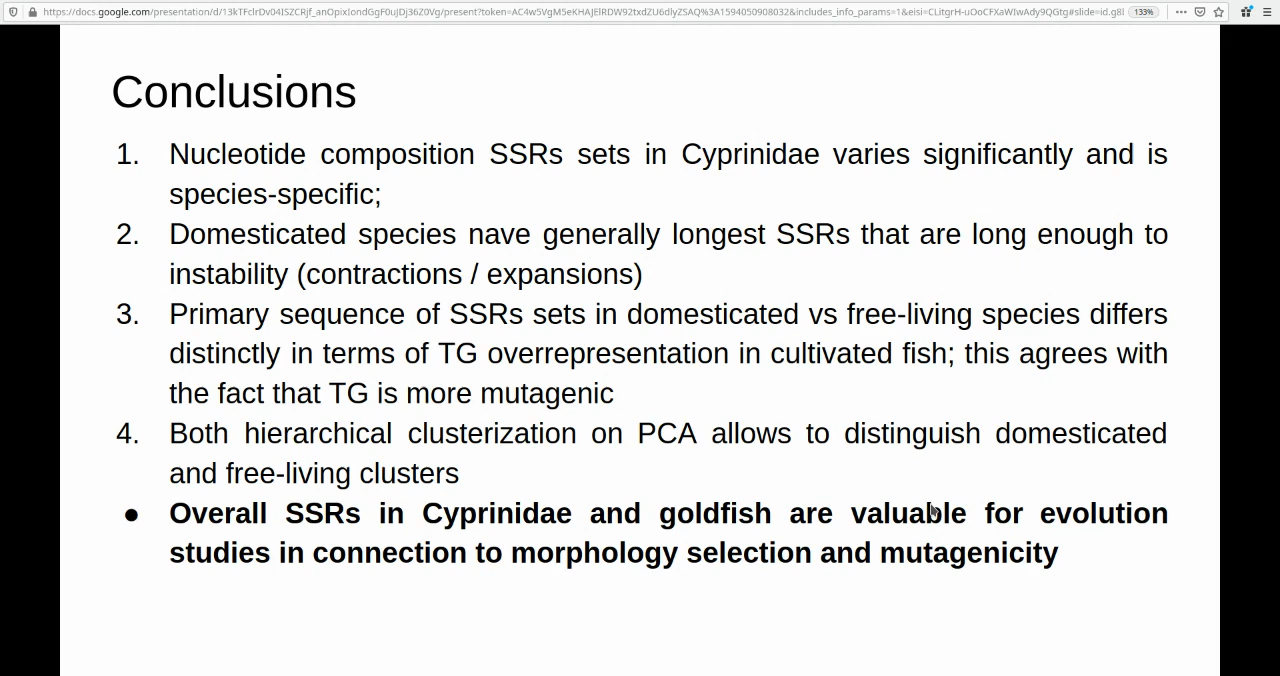 133%
Conclusions
1. Nucleotide composition SSRs sets in Cyprinidae varies significantly and is
species-specific;
2. Domesticated species nave generally longest SSRs that are long enough to
instability (contractions / expansions)
3. Primary sequence of SSRs sets in domesticated vs free-living species differs
distinctly in terms of TG overrepresentation in cultivated fish; this agrees with
the fact that TG is more mutagenic
4. Both hierarchical clusterization on PCA allows to distinguish domesticated
and free-living clusters
● Overall SSRs in Cyprinidae and goldfish are valuable for evolution
studies in connection to morphology selection and mutagenicity